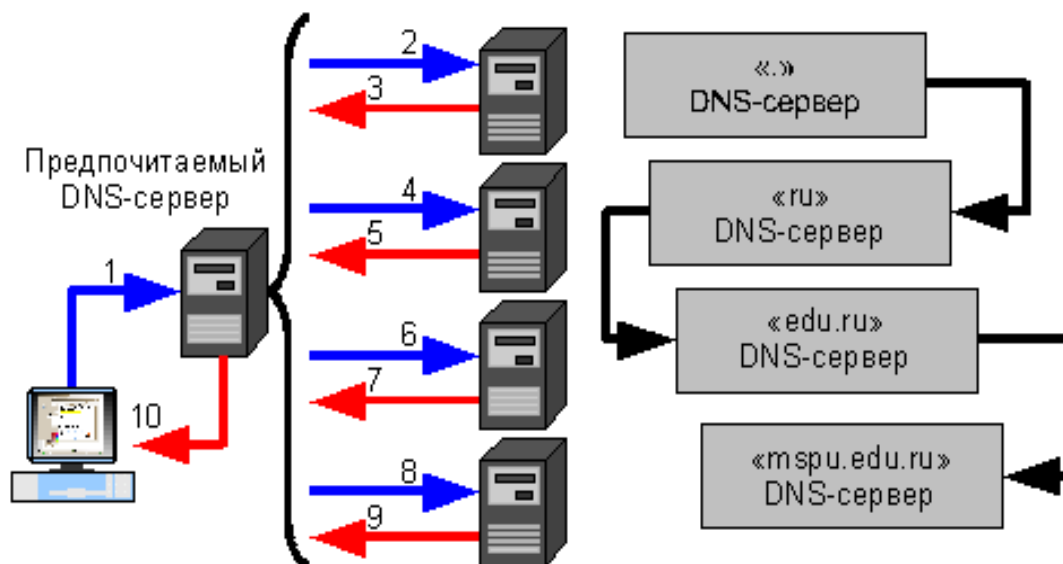 Предпочитаемый
DNS-сервер
1
10
2
3
4
5
6
7
8
9
«.»
DNS-сервер
«ru»
DNS-сервер
«edu.ru»
DNS-сервер
«mspu.edu.ru»
DNS-сервер